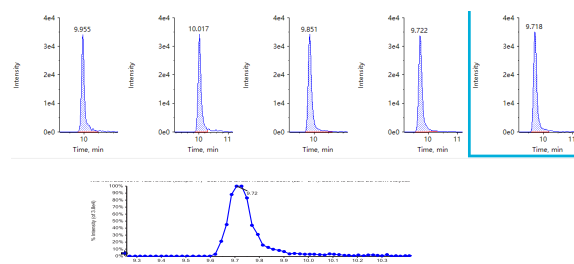 4e4 4e4 4e4 4e4 4e4
9.955 10.017 9.851 9.722 9.718
3e4 3e4 3e4 3e4 3e4
Intensity Intensity Intensity Intensity Intensity
2e4 2e4 2e4 2e4 2e4
1e4 1e4 1e4 1e4 1e4
0e0 0e0 0e0 0e0 0e0
10 10 11 10 10 11 10 11
Time, min Time, min Time, min Time, min Time, min
100%
90%
9.72
80%
70%
60%
50%
40%
30%
20%
10%
0%
% Intensity (of 3.8e4)
9.3 9.4 9.5 9.6 9.7 9.8 9.9 10.0 10.1 10.2 10.3